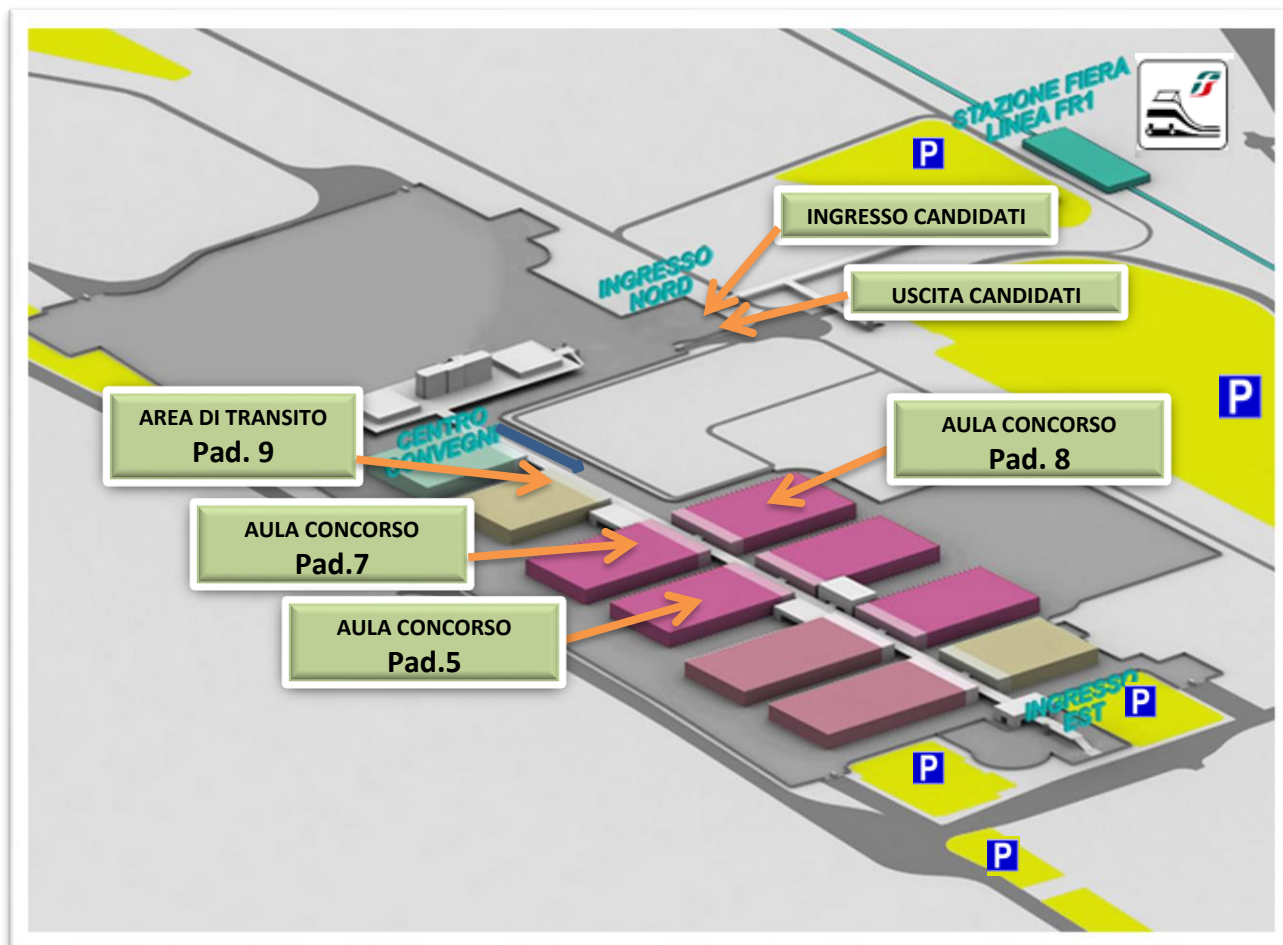 STAZIONE FIERA
LINEA FR1
P
INGRESSO CANDIDATI
INGRESSO
NORD
USCITA CANDIDATI
P
AREA DI TRANSITO
Pad. 9
CENTRO
CONVEGNI
AULA CONCORSO
Pad. 8
AULA CONCORSO
Pad.7
AULA CONCORSO
Pad.5
INGRESSO
EST
P
P
P